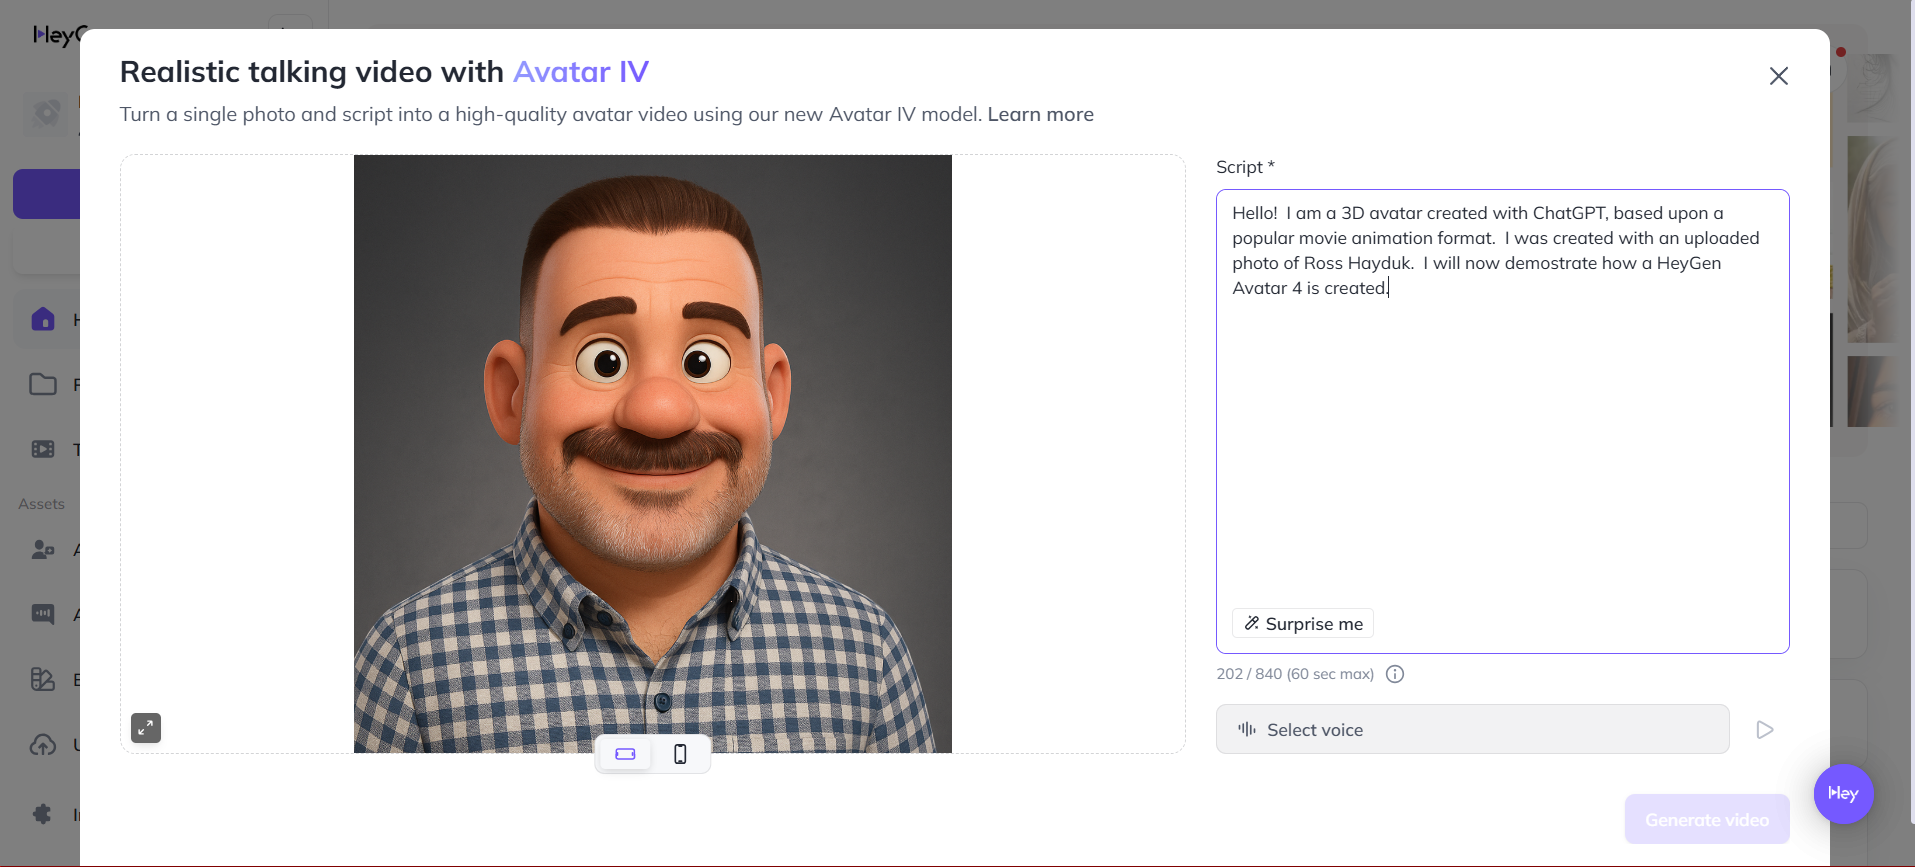 Realistic talking video with Avatar IV
Turn a single photo and script into a high-quality avatar video using our new Avatar IV model. Learn more
Assets
Script *
Hello!  I am a 3D avatar created with ChatGPT, based upon a
popular movie animation format.  I was created with an uploaded
photo of Ross Hayduk.  I will now demostrate how a HeyGen
Avatar 4 is created.
Surprise me
202 / 840 (60 sec max)
Select voice
Hey
Generate video